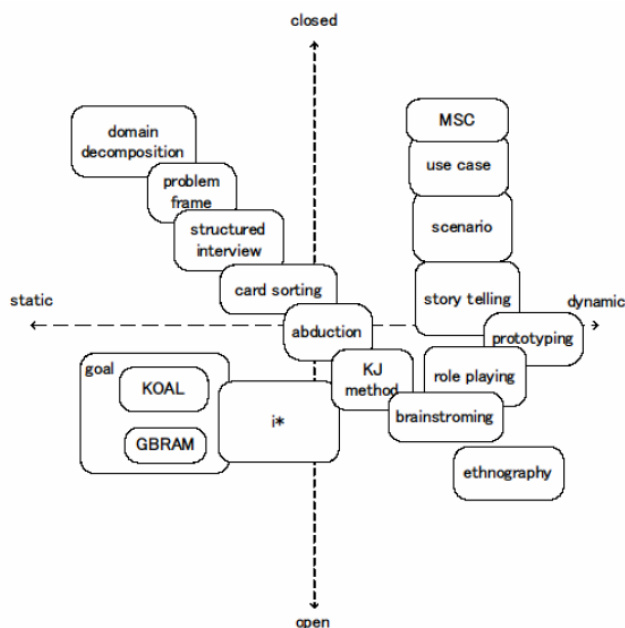 closed
MSC
domain
decomposition
use case
problem
frame
structured
interview
scenario
card sorting
static
story telling
dynamic
abduction
prototyping
goal
KOAL
KJ
method
role playing
i*
brainstroming
GBRAM
ethnography
open